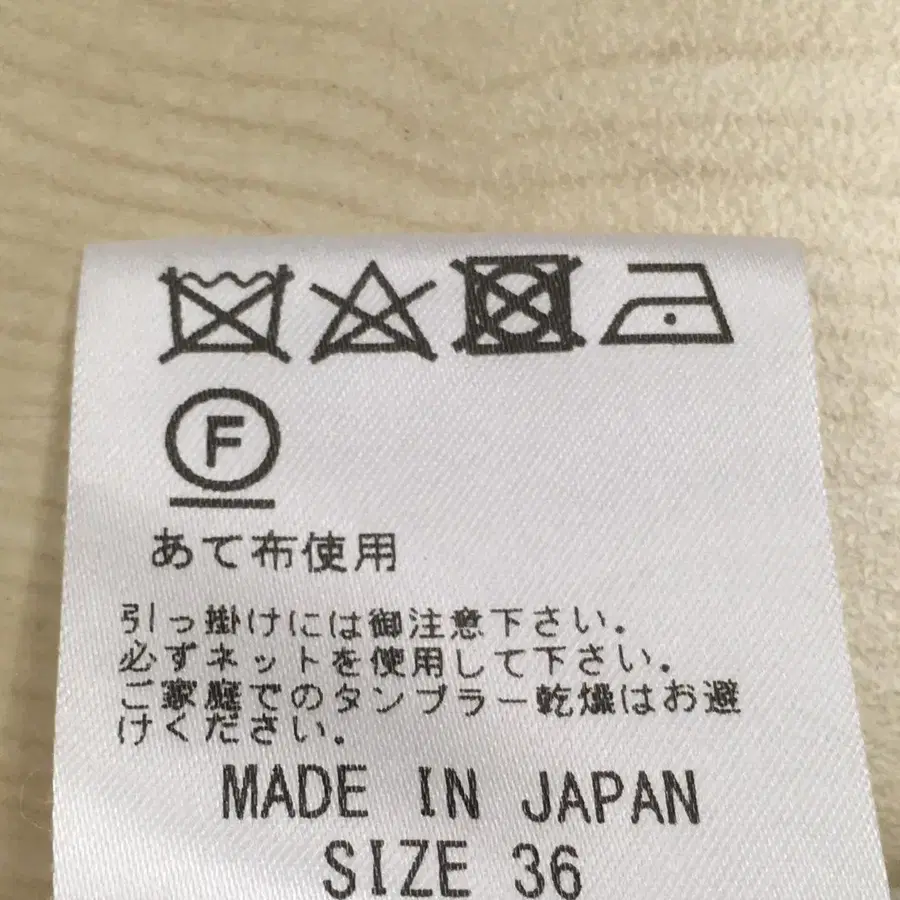 F
あて布使用
引っ掛けには御注意下さい.
必ずネットを使用して下さい.
ご家庭でのタンブラー乾燥はお避
けください.
MADE IN JAPAN
SIZE 36